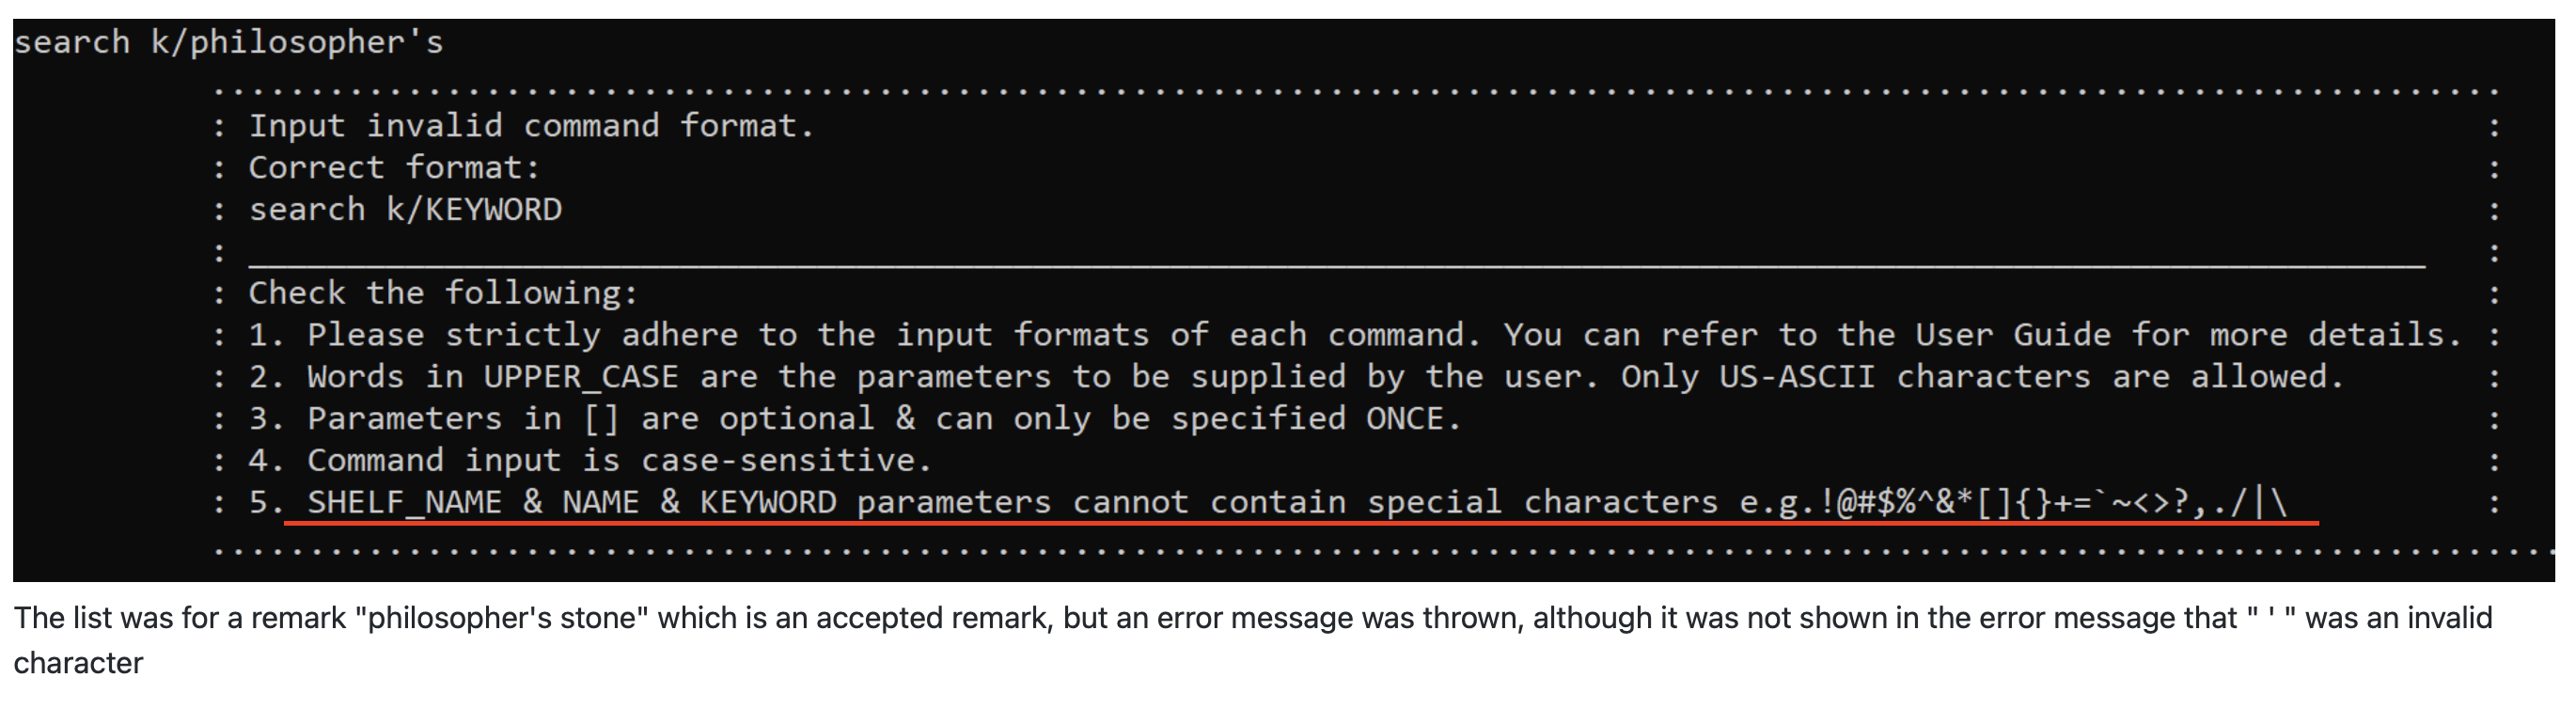 search k/philosopher's
.....................................................................................................................
: Input invalid command format. :
: Correct format: :
: search k/KEYWORD :
: _______________________________________________________________________________________________________________ :
: Check the following: :
: 1. Please strictly adhere to the input formats of each command. You can refer to the User Guide for more details. :
: 2. Words in UPPER_CASE are the parameters to be supplied by the user. Only US-ASCII characters are allowed. :
: 3. Parameters in [] are optional & can only be specified ONCE. :
: 4. Command input is case-sensitive. :
: 5. SHELF_NAME & NAME & KEYWORD parameters cannot contain special characters e.g.!@#$%^&*[]{}+=`~<>?,./|\ :
........................................................................................................................
The list was for a remark "philosopher's stone" which is an accepted remark, but an error message was thrown, although it was not shown in the error message that " ' " was an invalid
character